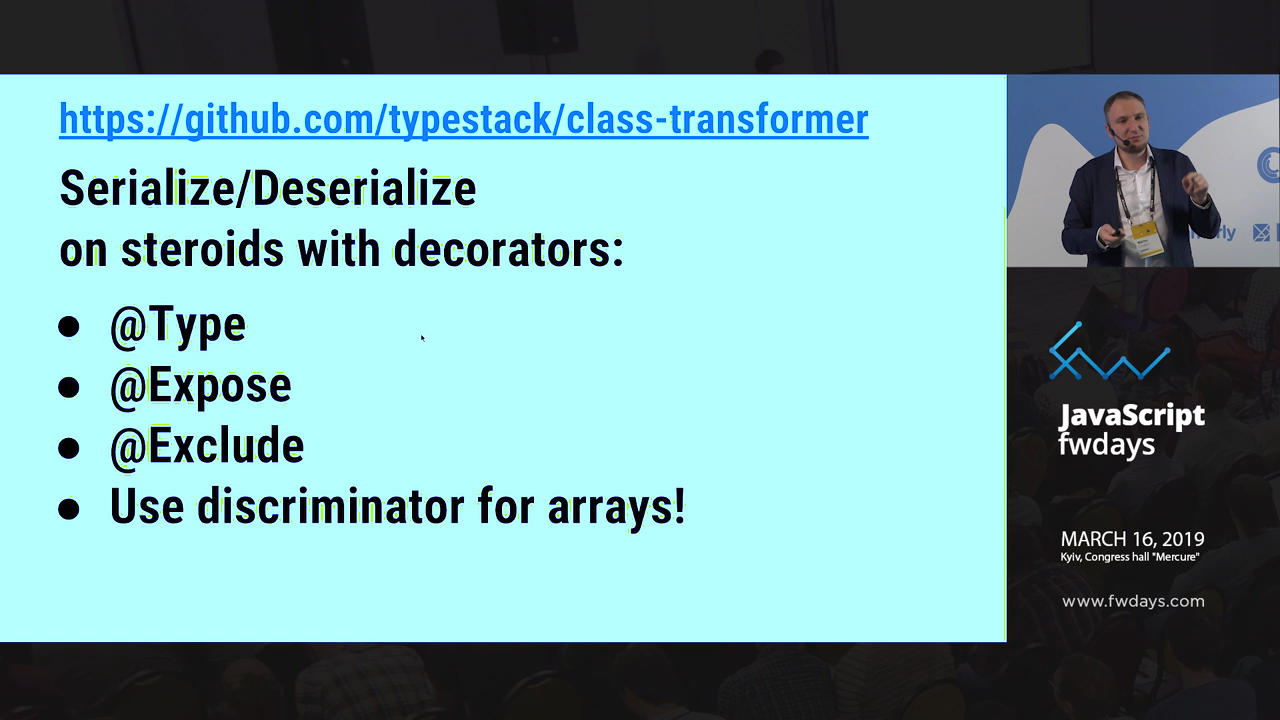 https://github.com/typestack/class-transformer
Serialize/Deserialize
on steroids with decorators:
● @Type
● @Expose
● @Exclude
● Use discriminator for arrays!
JavaScript
fwdays
MARCH 16, 2019
Kyiv, Congress hall "Mercure"
www.fwdays.com